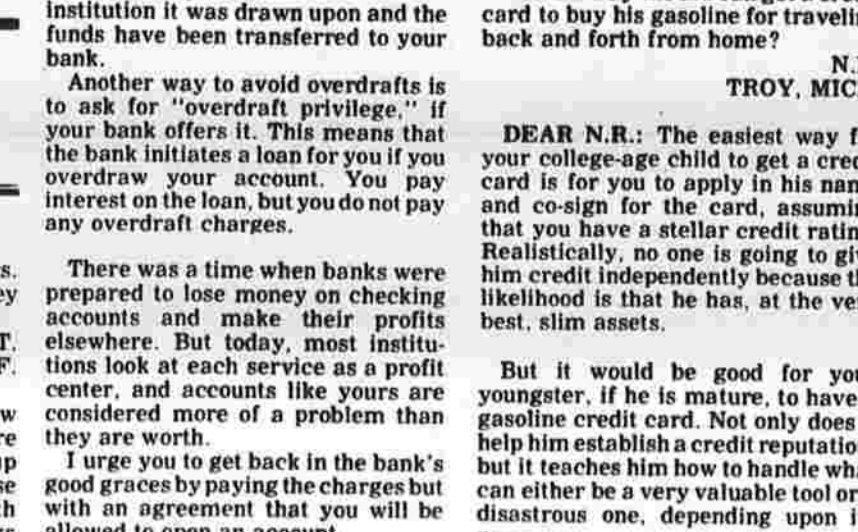 institution it was drawn upon and the
funds have been transferred to your
bank.
Another way to avoid overdrafts is
to ask for "overdraft privilege," if
your bank offers it. This means that
the bank initiates a loan for you if you
overdraw your account. You pay
interest on the loan, but you do not pay
any overdraft charges.
There was a time when banks were
prepared to lose money on checking
accounts and make their profits
elsewhere. But today, most institu-
tions look at each service as a profit
center, and accounts like yours are
considered more of a problem than
they are worth.
I urge you to get back in the bank's
good graces by paying the charges but
with an agreement that you will be
allowed to open an account
card to buy his gasoline for travelin
back and forth from home?
N.
TROY, MIC
DEAR N.R.: The easiest way f
your college-age child to get a cred
card is for you to apply in his nam
and co-sign for the card, assumin
that you have a stellar credit ratin
Realistically, no one is going to giv
him credit independently because th
likelihood is that he has, at the ve
best, slim assets.
But it would be good for you
youngster, if he is mature, to have
gasoline credit card. Not only does
help him establish a credit reputatio
but it teaches him how to handle wha
can either be a very valuable tool or
disastrous one, depending upon i